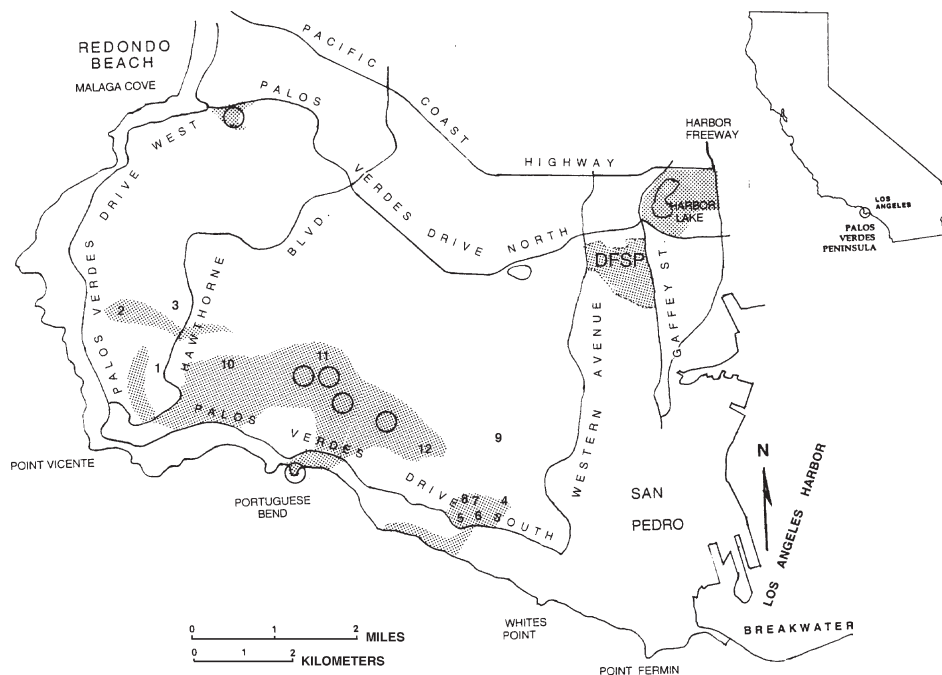 REDONDO
BEACH
MALAGA COVE
PACIFIC COAST HIGHWAY
HARBOR
FREEWAY
PALOS VERDES DRIVE WEST
PALOS VERDES DRIVE NORTH
HAWTHORNE BLVD.
HARBOR
LAKE
DFSP
GAFFEY ST.
WESTERN AVENUE
LOS
ANGELES
PALOS
VERDES
PENINSULA
2
3
1
10
11
12
9
PALOS VERDES DRIVE SOUTH
7
4
5
6
POINT VICENTE
PORTUGUESE
BEND
SAN
PEDRO
N
LOS ANGELES HARBOR
WHITES
POINT
BREAKWATER
POINT FERMIN
0 1 2
MILES
0 1 2
KILOMETERS